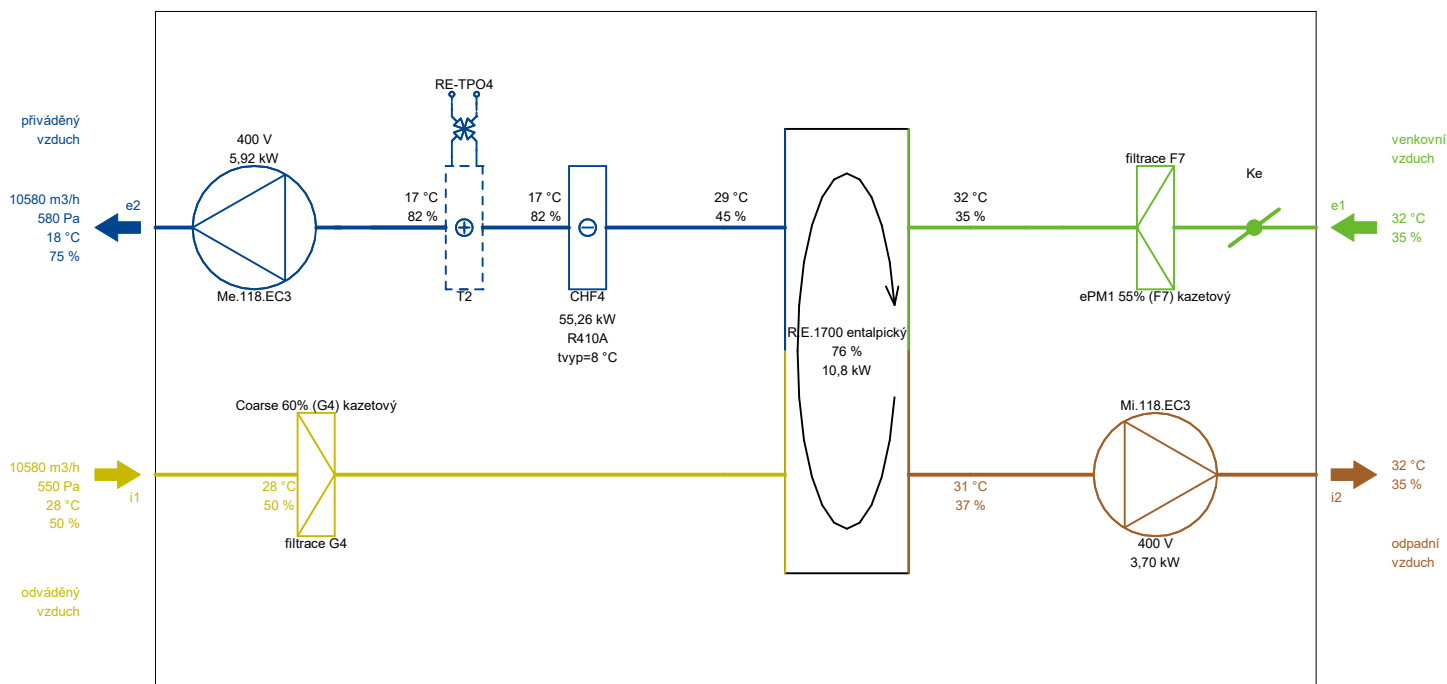 RE-TPO4
přiváděný
vzduch
400 V
5,92 kW
10580 m3/h
580 Pa
18 °C
75 %
e2
Me.118.EC3
17 °C
82 %
T2
17 °C
82 %
CHF4
55,26 kW
R410A
tvyp=8 °C
29 °C
45 %
R.E.1700 entalpický
76 %
10,8 kW
32 °C
35 %
filtrace F7
ePM1 55% (F7) kazetový
Ke
venkovní
vzduch
e1
32 °C
35 %
Coarse 60% (G4) kazetový
10580 m3/h
550 Pa
28 °C
50 %
i1
28 °C
50 %
filtrace G4
odváděný
vzduch
31 °C
37 %
Mi.118.EC3
400 V
3,70 kW
32 °C
35 %
i2
odpadní
vzduch